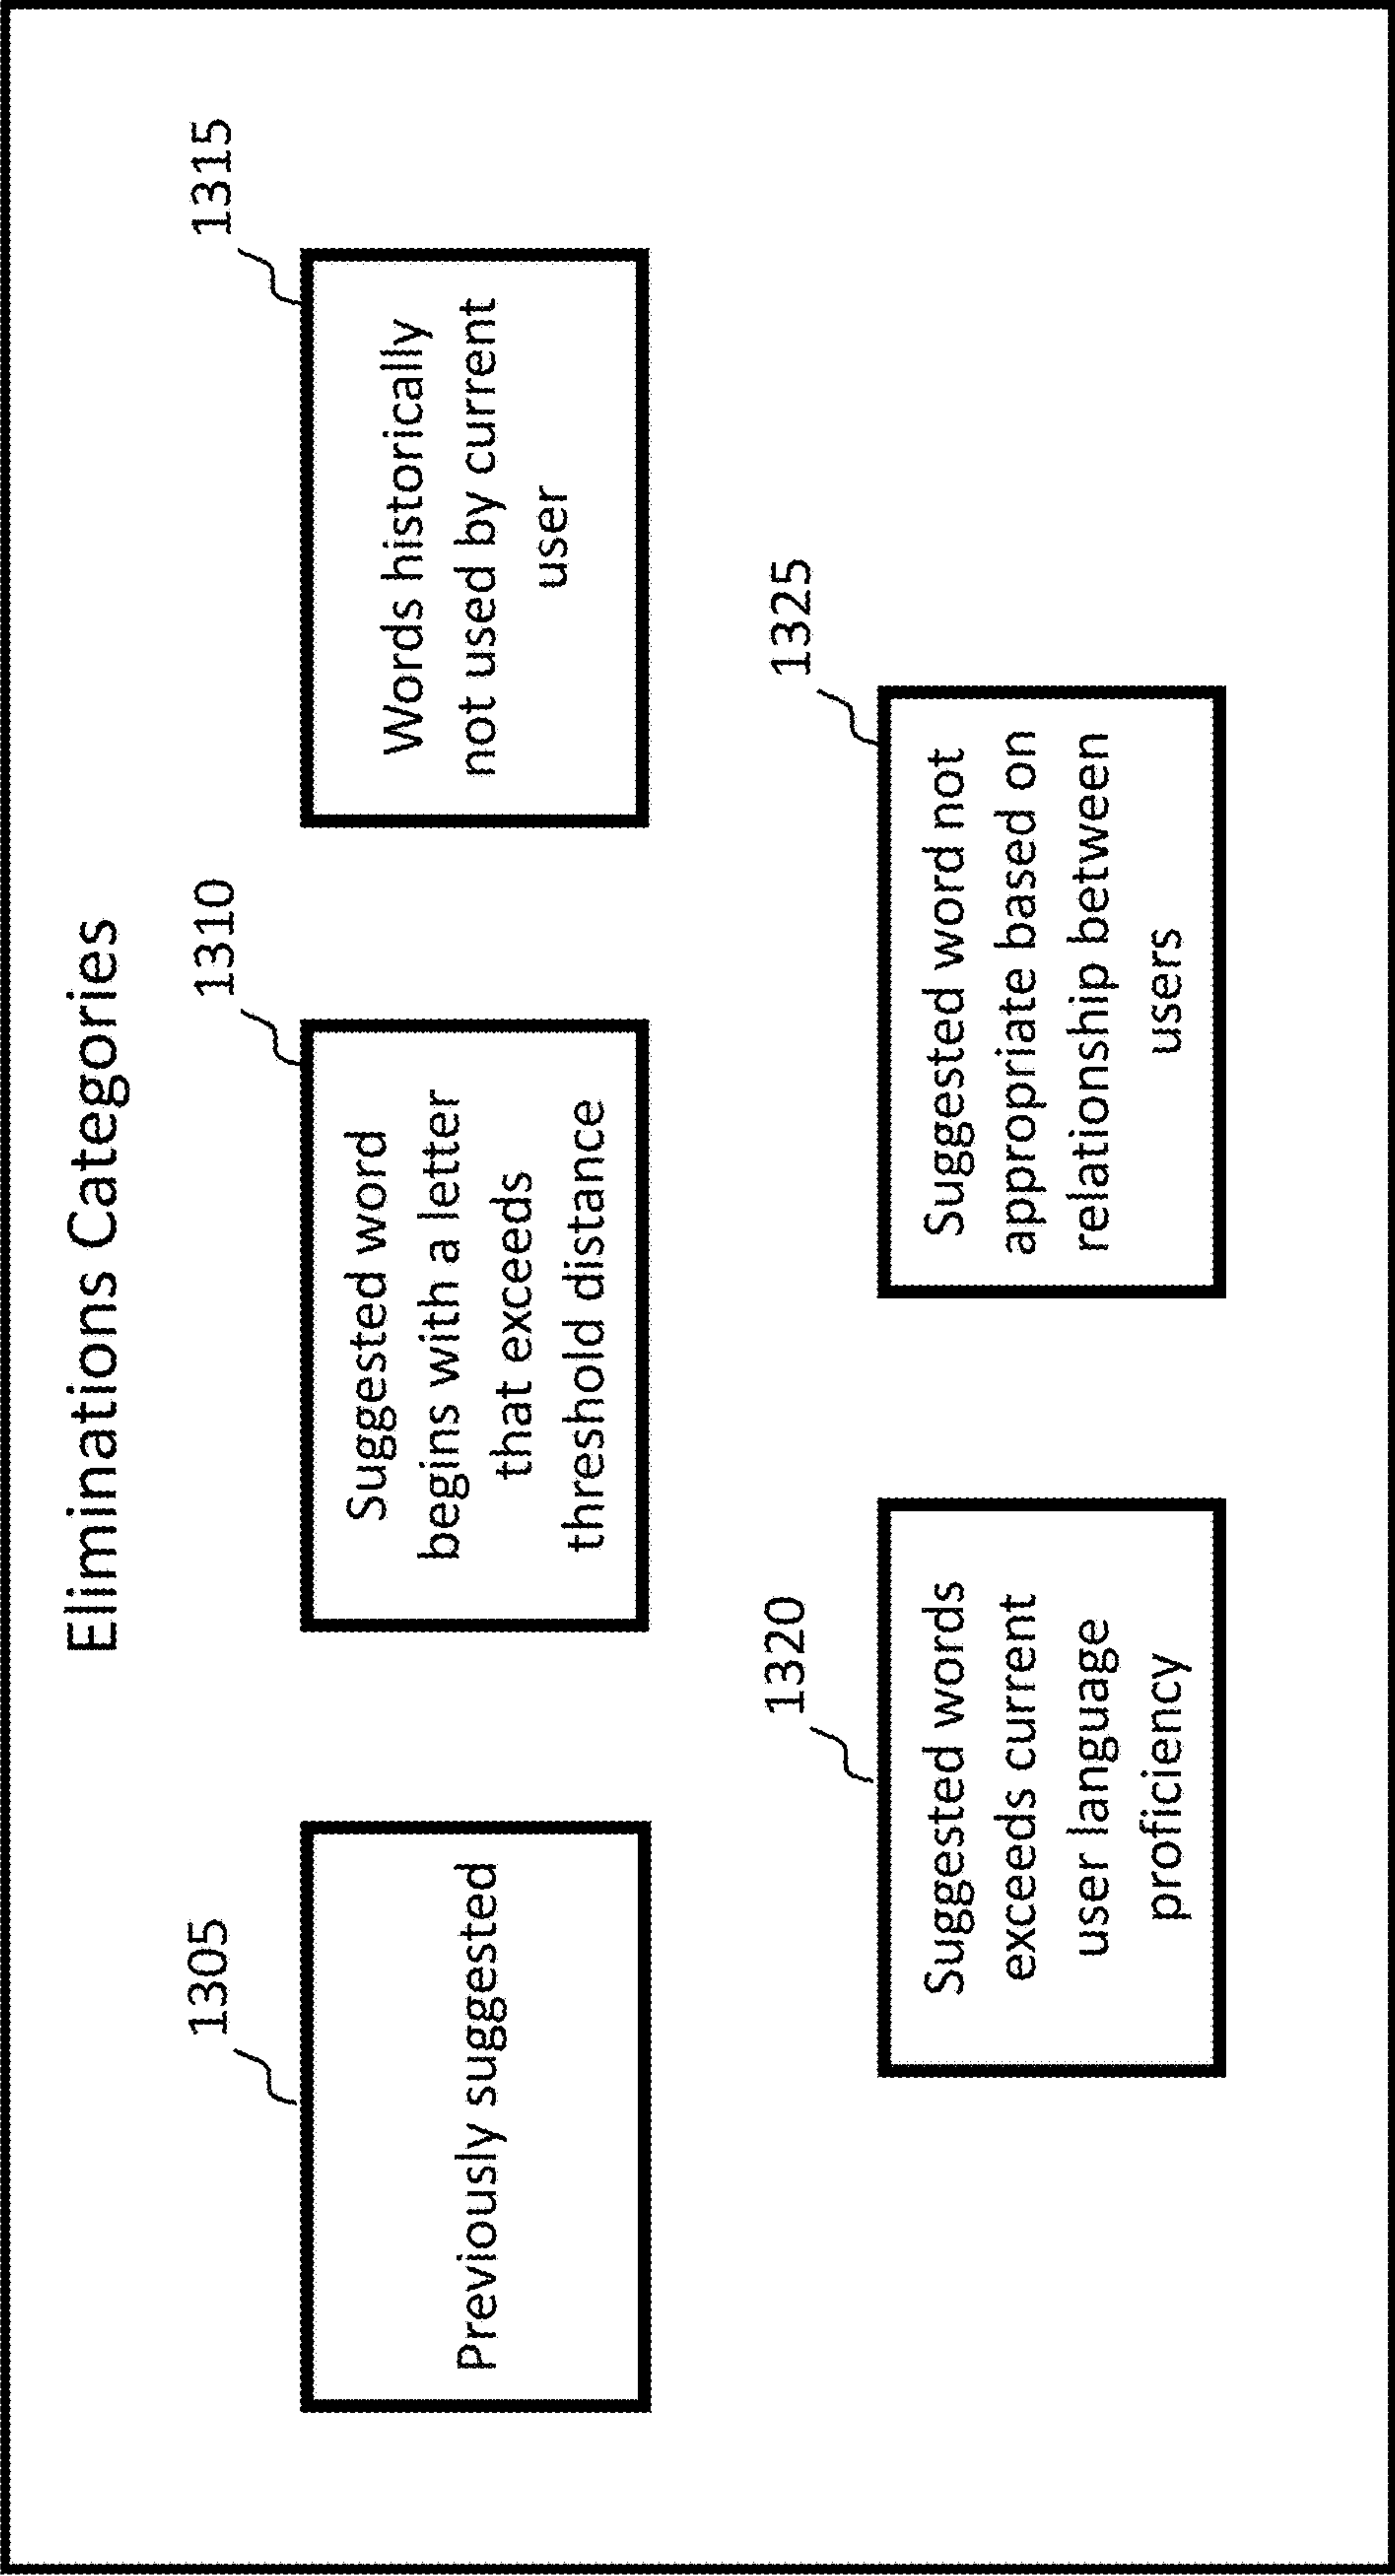 Eliminations Categories
1305
Previously suggested
1310
Suggested word
begins with a letter
that exceeds
threshold distance
1315
Words historically
not used by current
user
1320
Suggested words
exceeds current
user language
proficiency
1325
Suggested word not
appropriate based on
relationship between
users